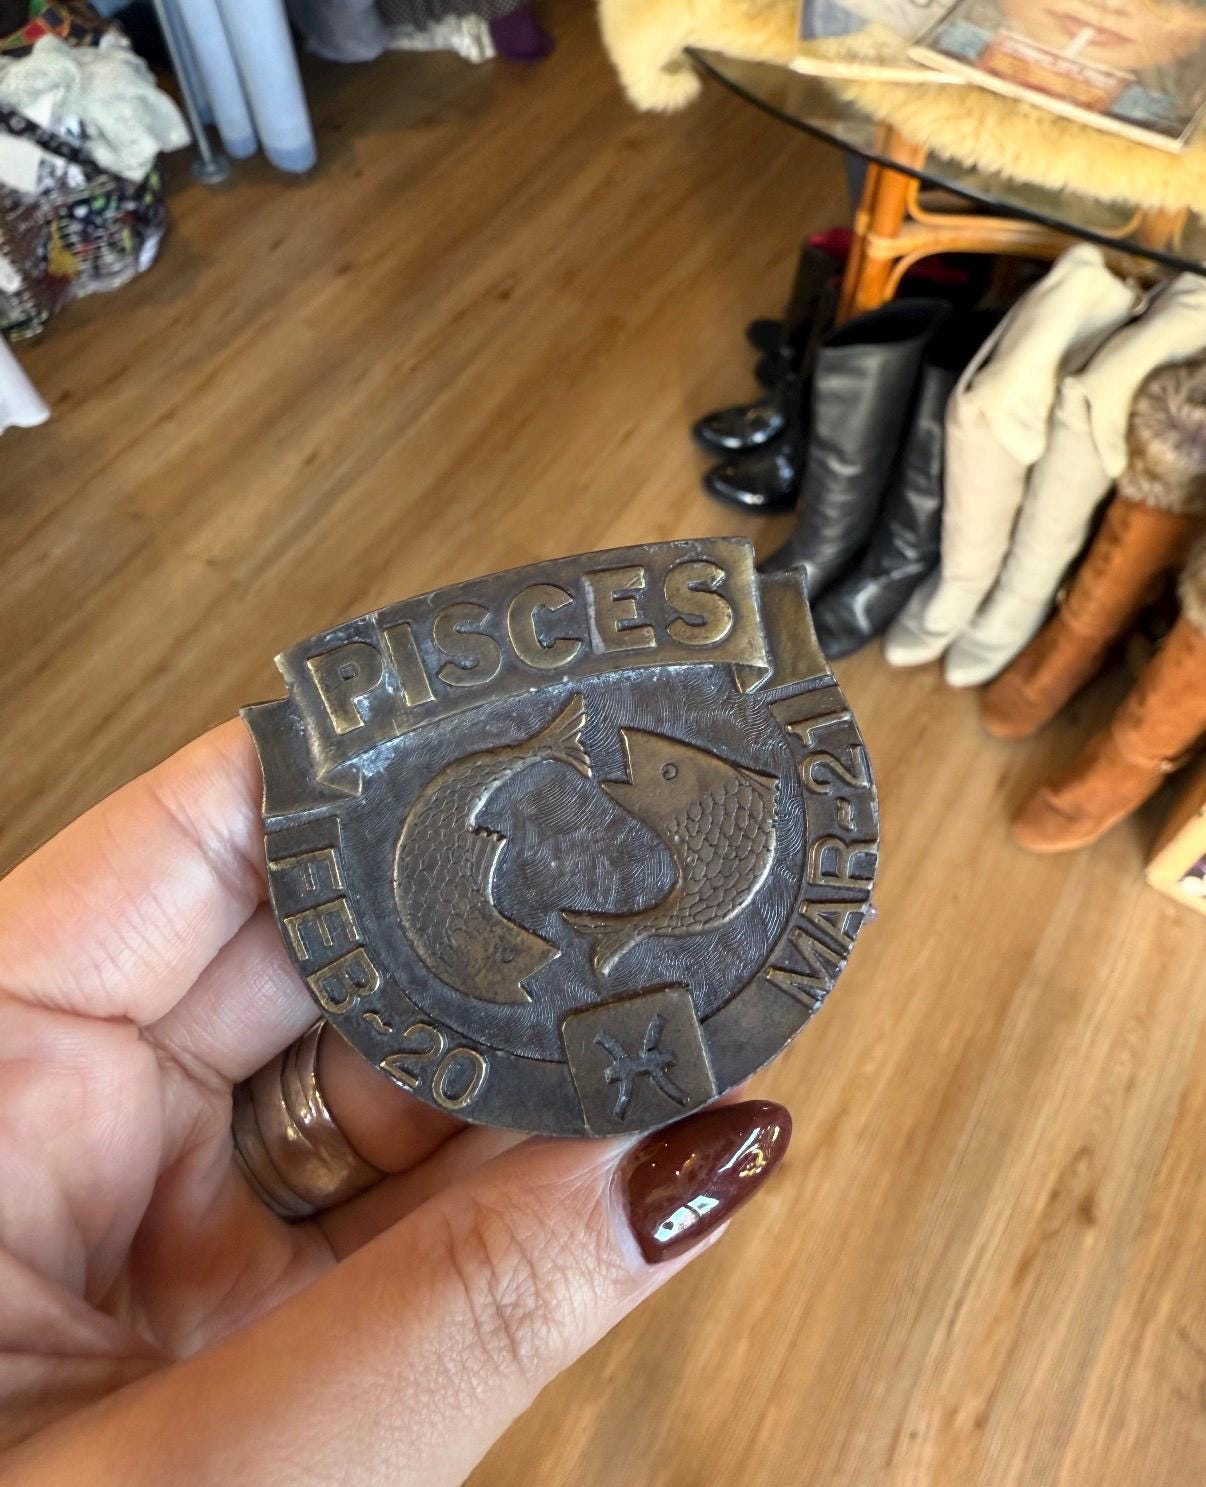 PISCES
FEB~20
MAR~21
♓